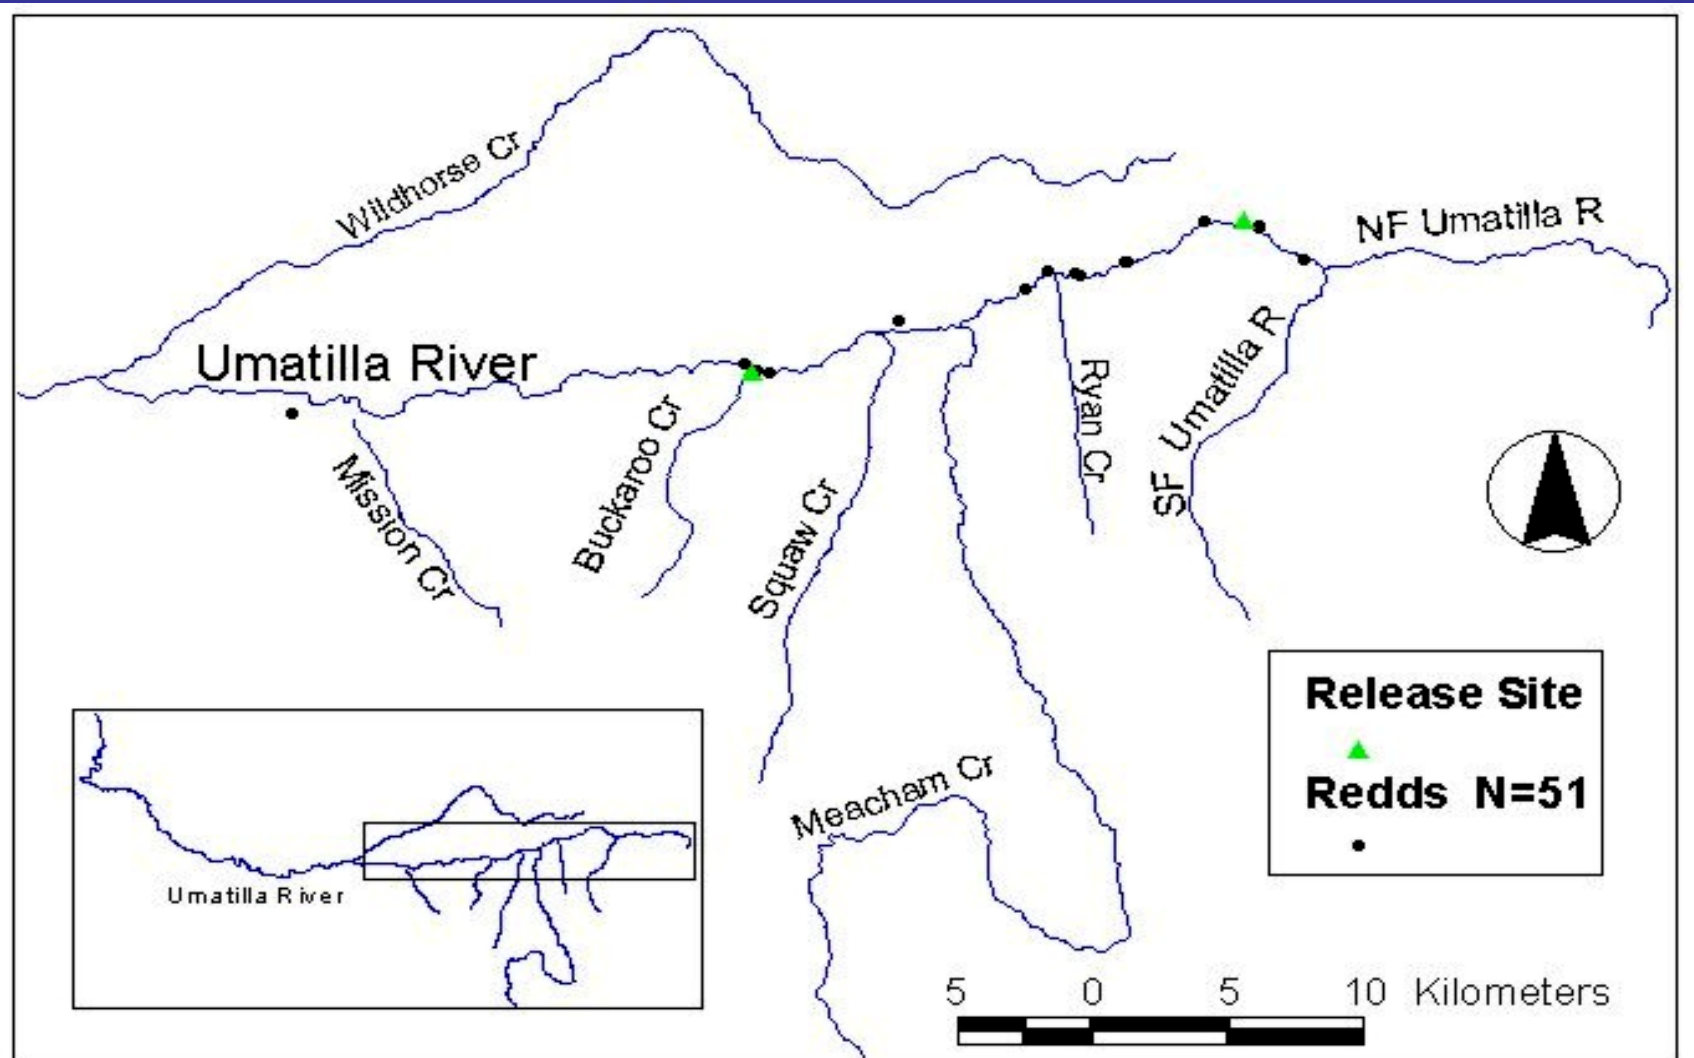 Wildhorse Cr
NF Umatilla R
Umatilla River
SF Umatilla R
Ryan Cr
Buckaroo Cr
Mission Cr
Squaw Cr
Meacham Cr
Release Site
Redds N=51
Umatilla River
5 0 5 10 Kilometers